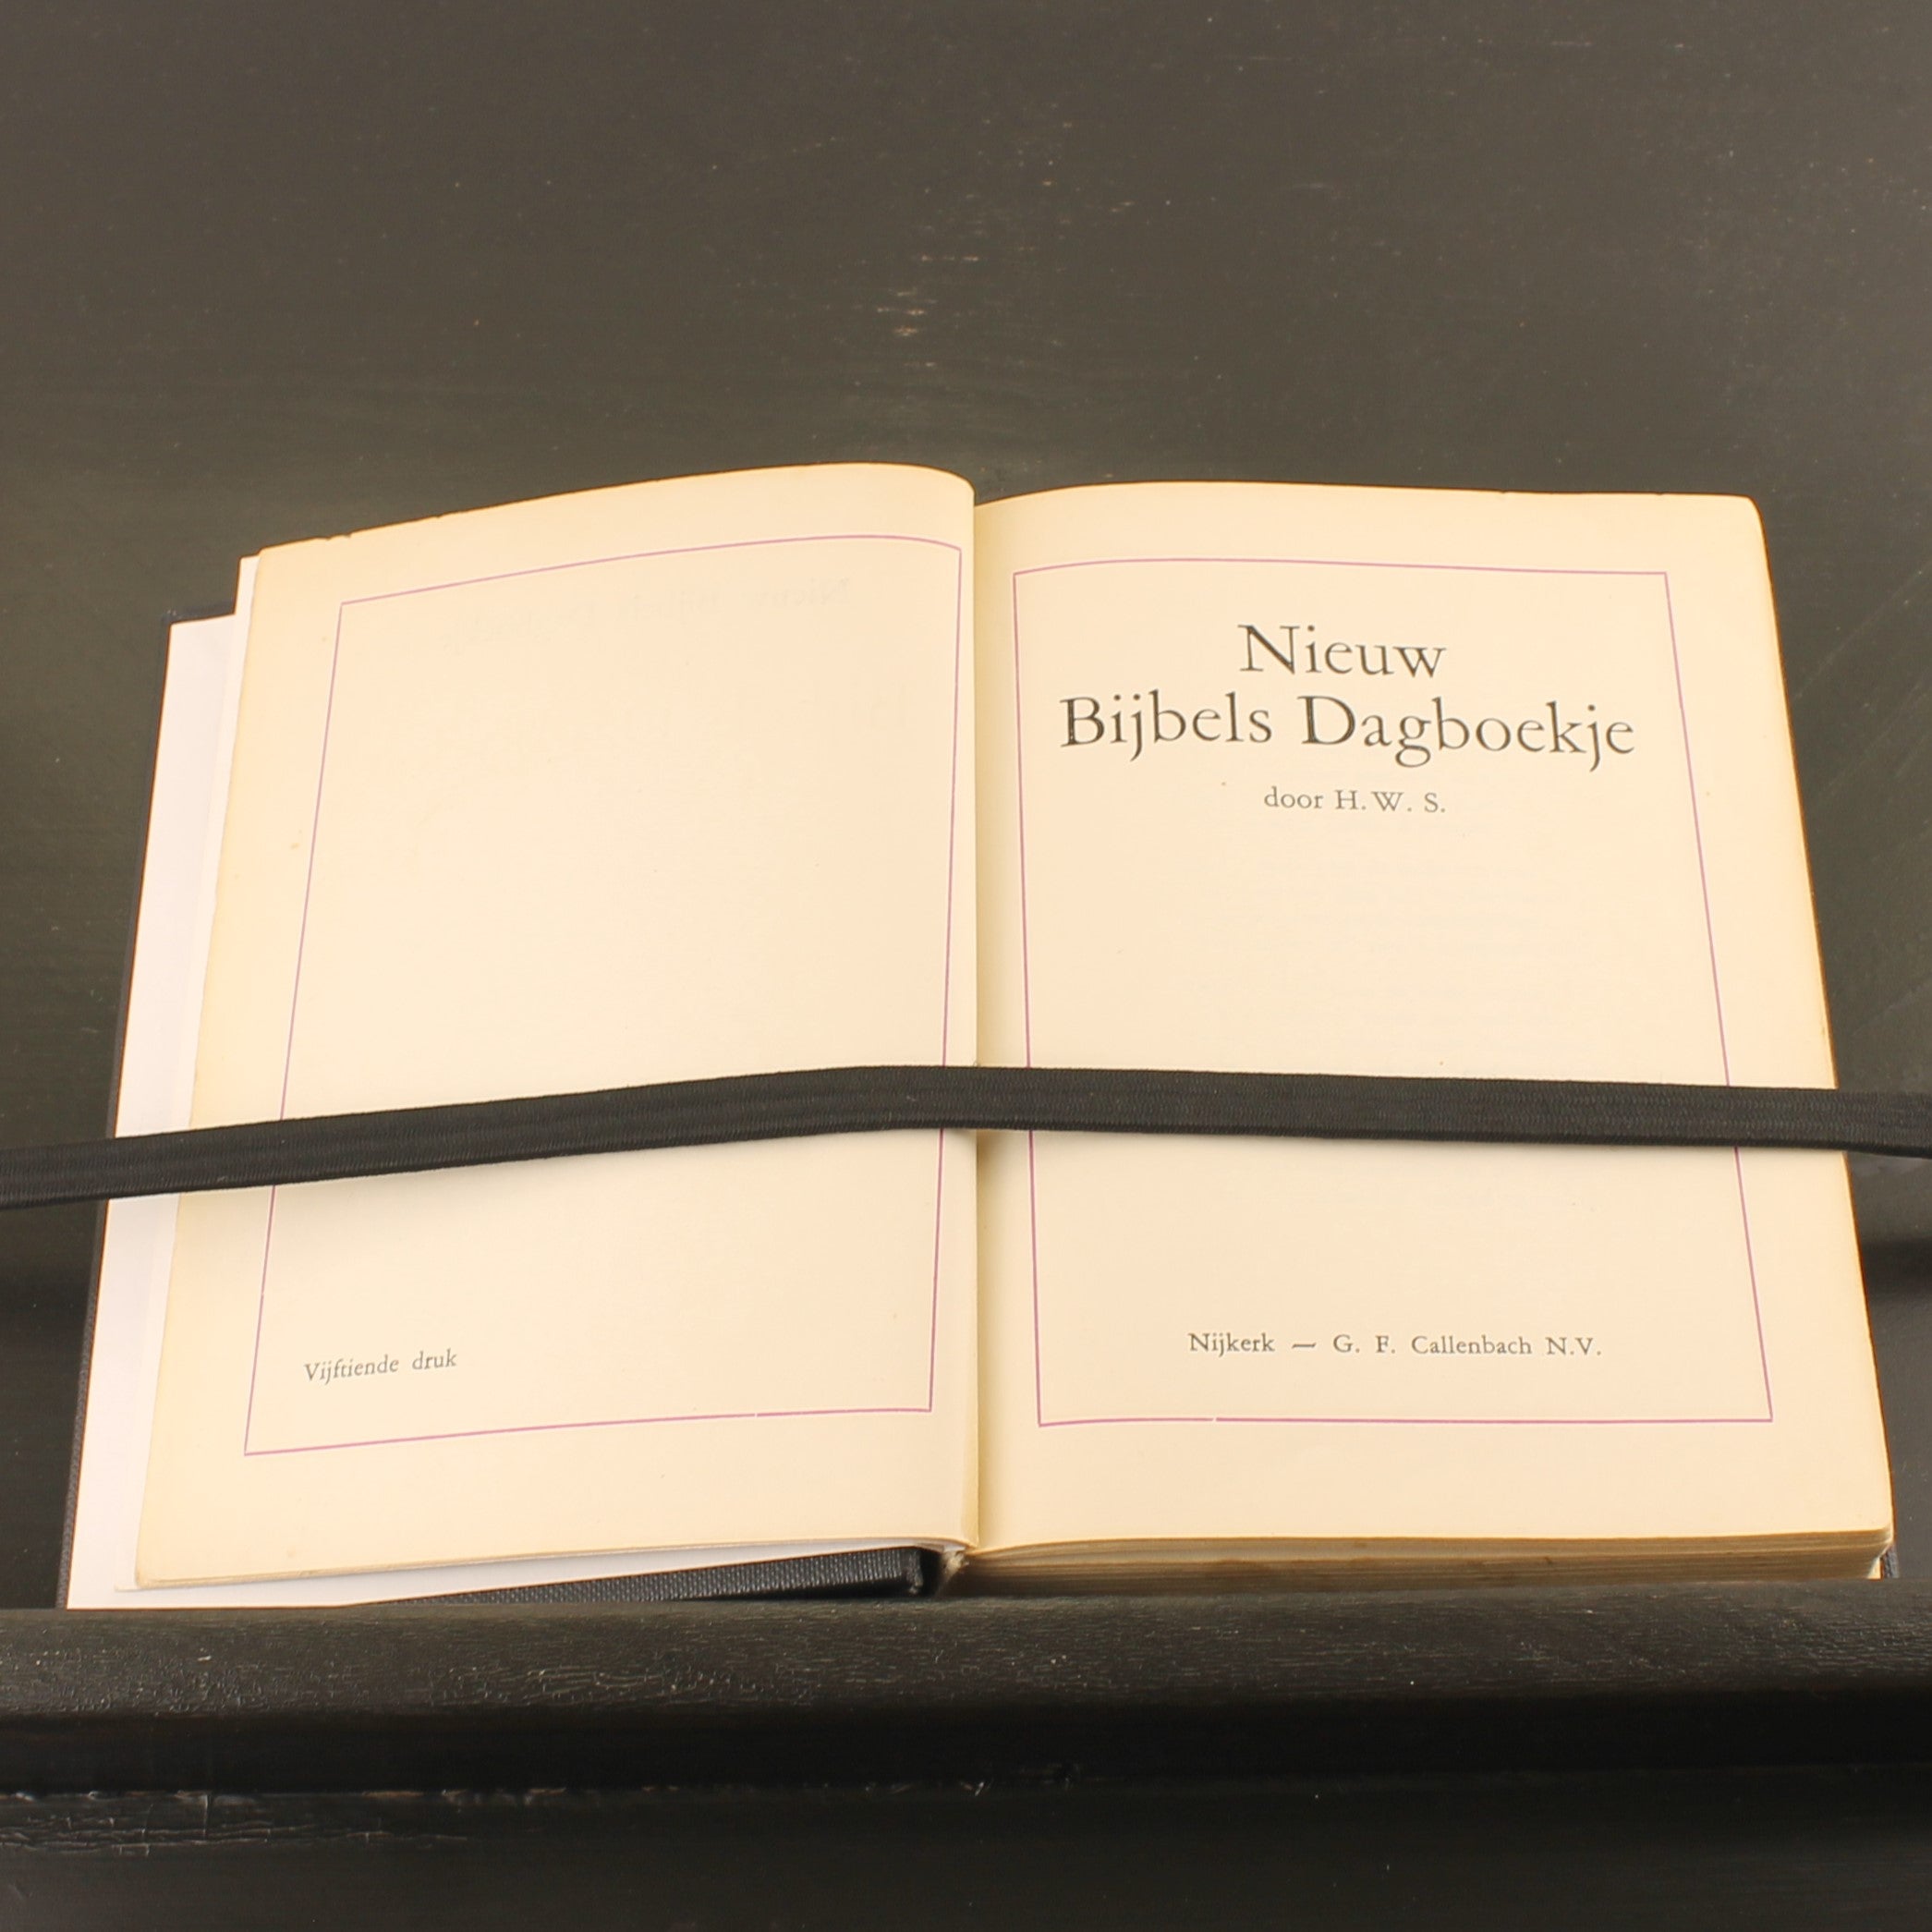 Vijftiende druk
Nieuw
Bijbels Dagboekje
door H. W. S.
Nijkerk — G. F. Callenbach N.V.